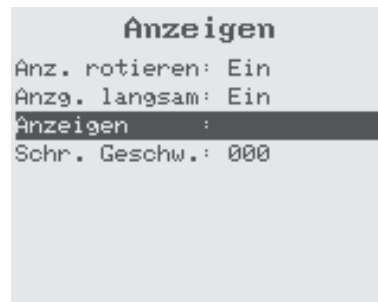 Anzeigen
Anz. rotieren: Ein
Anzg. langsam: Ein
Anzeigen :
Schr. Geschw.: 000